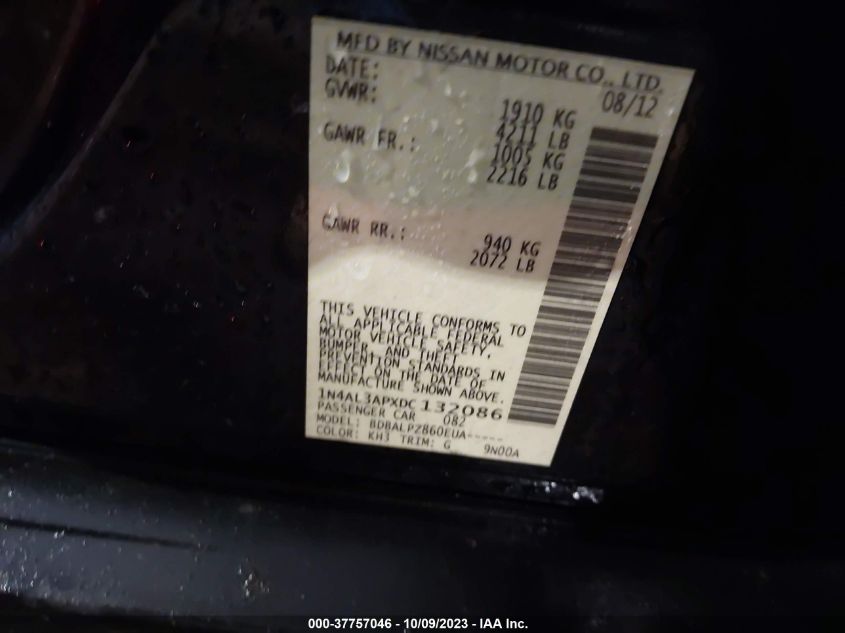 MFD BY NISSAN MOTOR CO., LTD.
DATE: 08/12
GVWR: 1910 KG
4211 LB
GAWR FR.: 1005 KG
2216 LB
GAWR RR.: 940 KG
2072 LB
THIS VEHICLE CONFORMS TO
ALL APPLICABLE FEDERAL
MOTOR VEHICLE SAFETY,
BUMPER, AND THEFT
PREVENTION STANDARDS IN
EFFECT ON THE DATE OF
MANUFACTURE SHOWN ABOVE.
1N4AL3APXDC132086
PASSENGER CAR 082
MODEL: BDBALPZ860EUA-----
COLOR: KH3 TRIM: G 9N00A
000-37757046 - 10/09/2023 - IAA Inc.